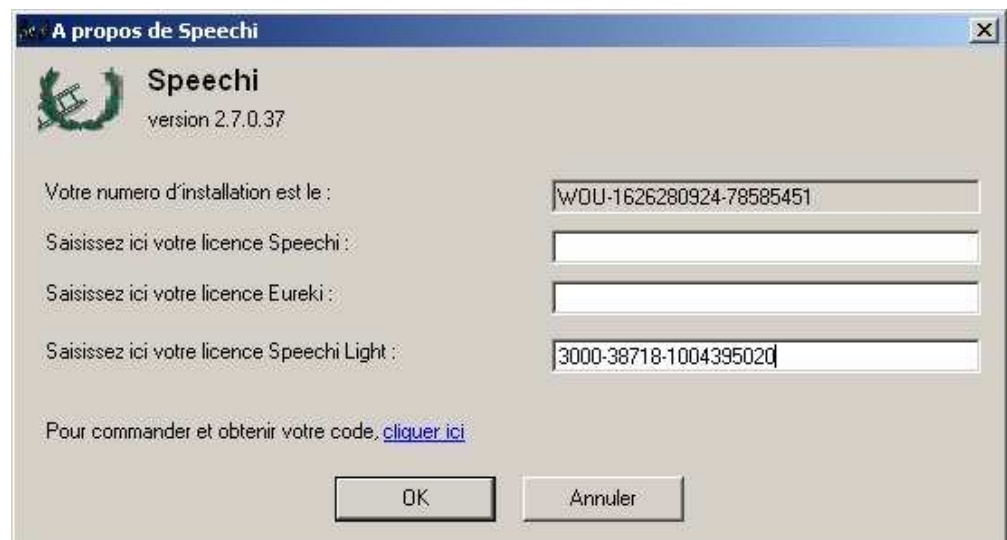 A propos de Speechi
Speechi
version 2.7.0.37
Votre numero d'installation est le :
WOU-1626280924-78585451
Saisissez ici votre licence Speechi :
Saisissez ici votre licence Eureki :
Saisissez ici votre licence Speechi Light :
3000-38718-1004395020
Pour commander et obtenir votre code, cliquer ici
OK
Annuler